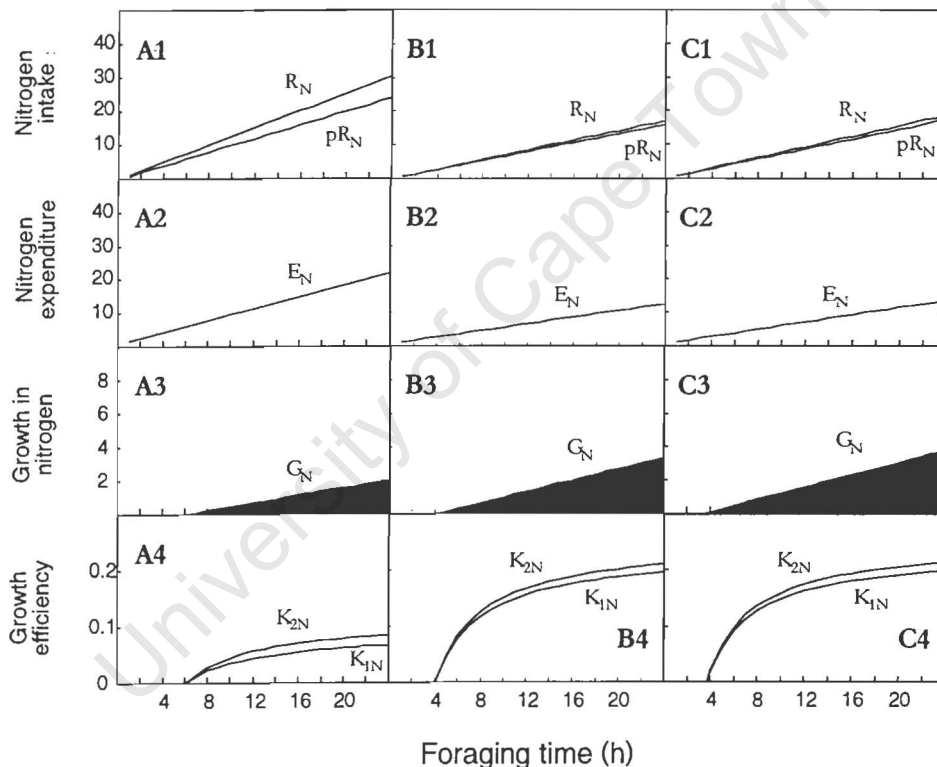 Nitrogen
intake :
40
30
20
10
A1
R_N
pR_N
B1
R_N
pR_N
C1
R_N
pR_N
Nitrogen
expenditure
40
30
20
10
A2
E_N
B2
E_N
C2
E_N
Growth in
nitrogen
8
6
4
2
A3
G_N
B3
G_N
C3
G_N
Growth
efficiency
0.2
0.1
0
A4
K_2N
K_1N
B4
K_2N
K_1N
C4
K_2N
K_1N
4 8 12 16 20
4 8 12 16 20
4 8 12 16 20
Foraging time (h)
University of Cape Town